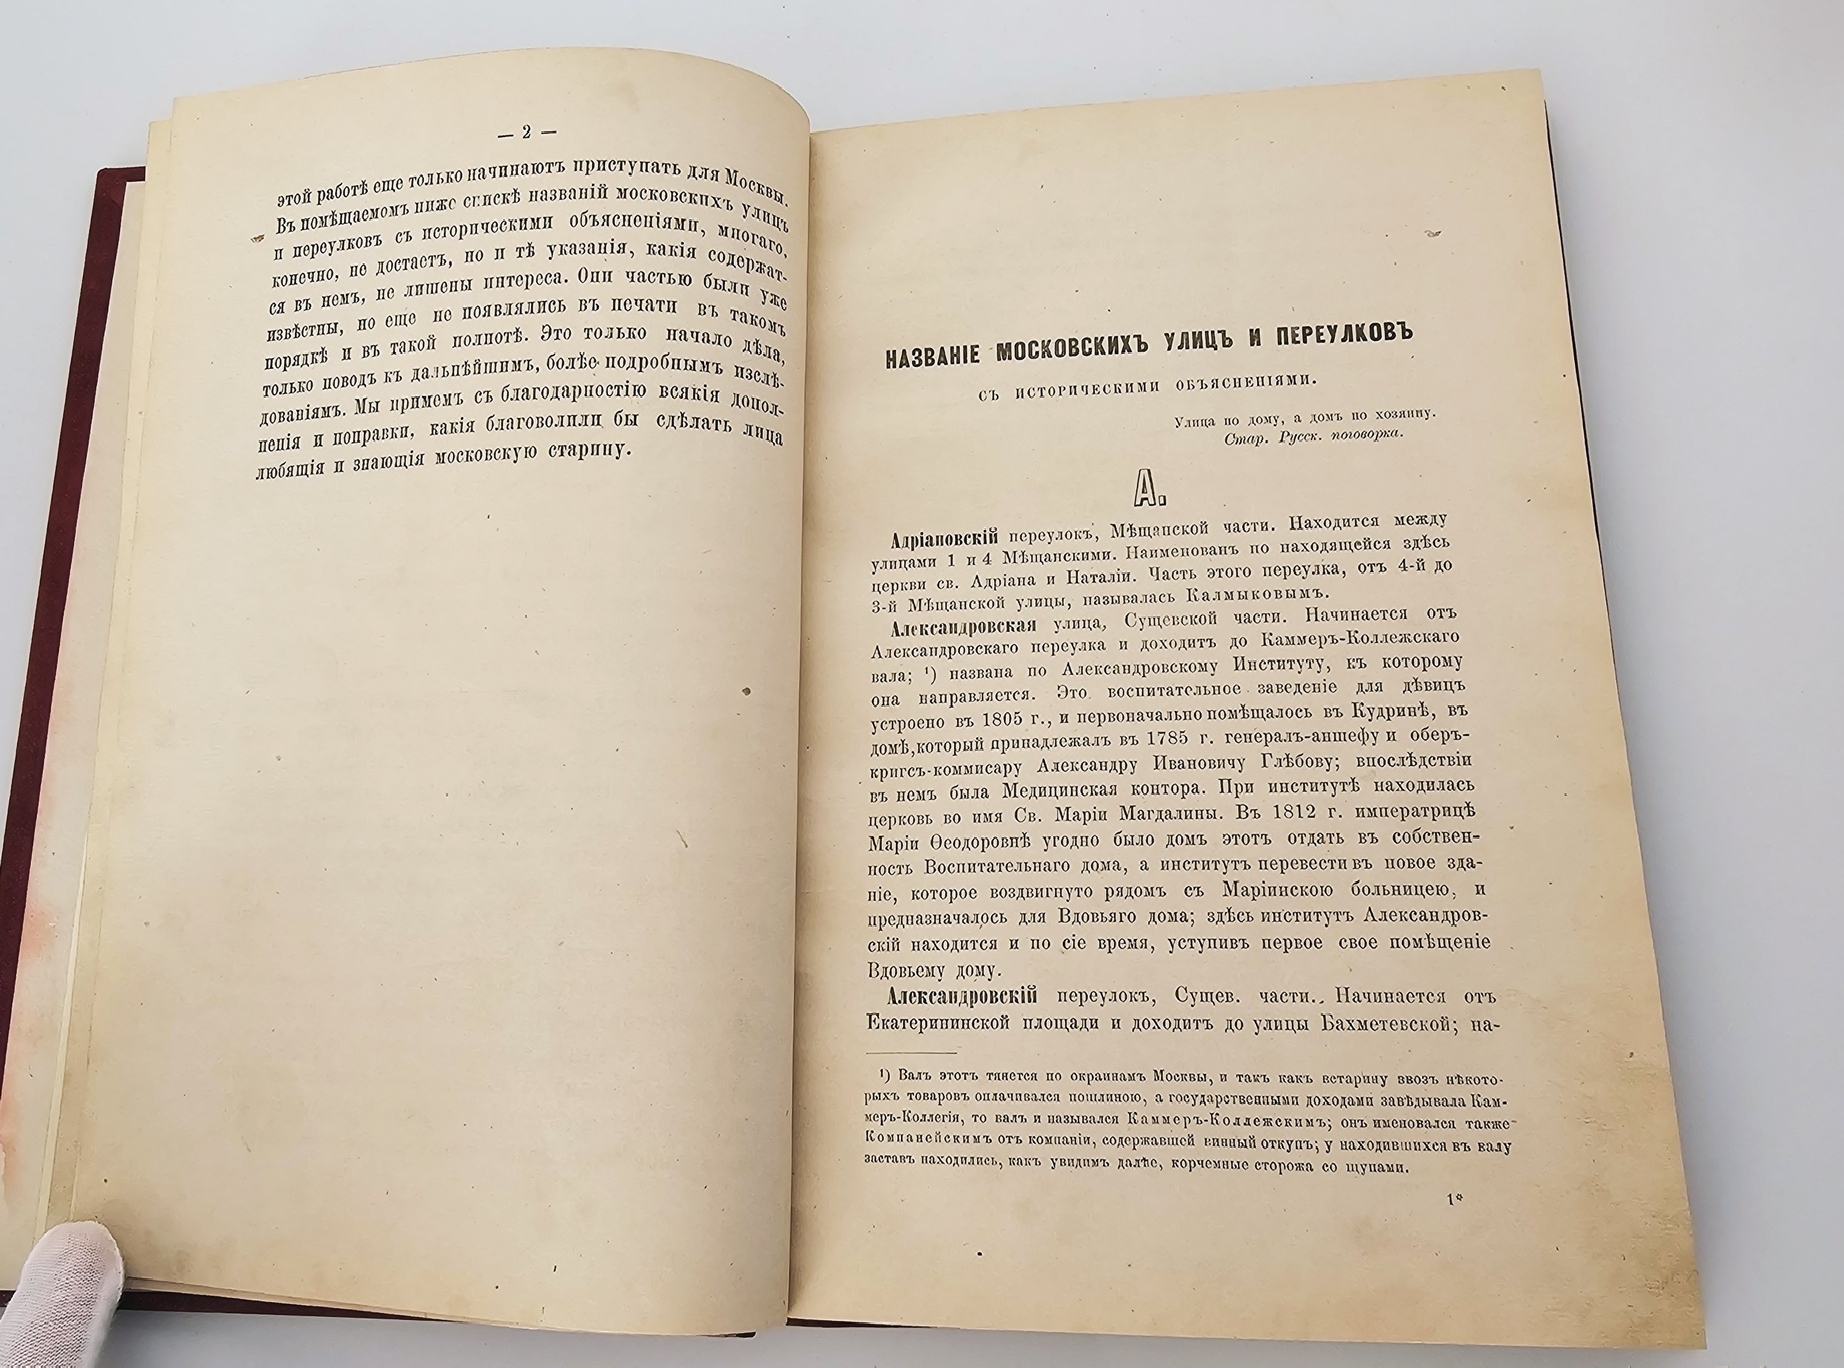 — 2 —
этой работѣ еще только начинаютъ приступать для Москвы.
Въ помѣщаемомъ ниже спискѣ названій московскихъ улицъ
и переулковъ съ историческими объясненіями, многаго,
конечно, не достаетъ, но и тѣ указанія, какія содержат-
ся въ немъ, не лишены интереса. Они частью были уже
извѣстны, но еще не появлялись въ печати въ такомъ
порядкѣ и въ такой полнотѣ. Это только начало дѣла,
только поводъ къ дальнѣйшимъ, болѣе подробнымъ изслѣ-
дованіямъ. Мы примемъ съ благодарностію всякія допол-
ненія и поправки, какія благоволили бы сдѣлать лица
любящія и знающія московскую старину.
НАЗВАНІЕ МОСКОВСКИХЪ УЛИЦЪ И ПЕРЕУЛКОВЪ
СЪ ИСТОРИЧЕСКИМИ ОБЪЯСНЕНІЯМИ.
Улица по дому, а домъ по хозяину.
Стар. Русск. поговорка.
А.
Адріановскій переулокъ, Мѣщанской части. Находится между
улицами 1 и 4 Мѣщанскими. Наименованъ по находящейся здѣсь
церкви св. Адріана и Наталіи. Часть этого переулка, отъ 4-й до
3-й Мѣщанской улицы, называлась Калмыковымъ.
Александровская улица, Сущевской части. Начинается отъ
Александровскаго переулка и доходитъ до Каммеръ-Коллежскаго
вала; ¹) названа по Александровскому Институту, къ которому
она направляется. Это воспитательное заведеніе для дѣвицъ
устроено въ 1805 г., и первоначально помѣщалось въ Кудринѣ, въ
домѣ, который принадлежалъ въ 1785 г. генералъ-аншефу и оберъ-
кригсъ-коммисару Александру Ивановичу Глѣбову; впослѣдствіи
въ немъ была Медицинская контора. При институтѣ находилась
церковь во имя Св. Маріи Магдалины. Въ 1812 г. императрицѣ
Маріи Ѳеодоровнѣ угодно было домъ этотъ отдать въ собствен-
ность Воспитательнаго дома, а институтъ перевести въ новое зда-
ніе, которое воздвигнуто рядомъ съ Маріинскою больницею, и
предназначалось для Вдовьяго дома; здѣсь институтъ Александров-
скій находится и по сіе время, уступивъ первое свое помѣщеніе
Вдовьему дому.
Александровскій переулокъ, Сущев. части. Начинается отъ
Екатерининской площади и доходитъ до улицы Бахметевской; на-
¹) Валъ этотъ тянется по окраинамъ Москвы, и такъ какъ встарину ввозъ нѣкото-
рыхъ товаровъ оплачивался пошлиною, а государственными доходами завѣдывала Кам-
меръ-Коллегія, то валъ и назывался Каммеръ-Коллежскимъ; онъ именовался также
Компанейскимъ отъ компаніи, содержавшей винный откупъ; у находившихся въ валу
заставъ находились, какъ увидимъ далѣе, корчемные сторожа со щупами.
1*